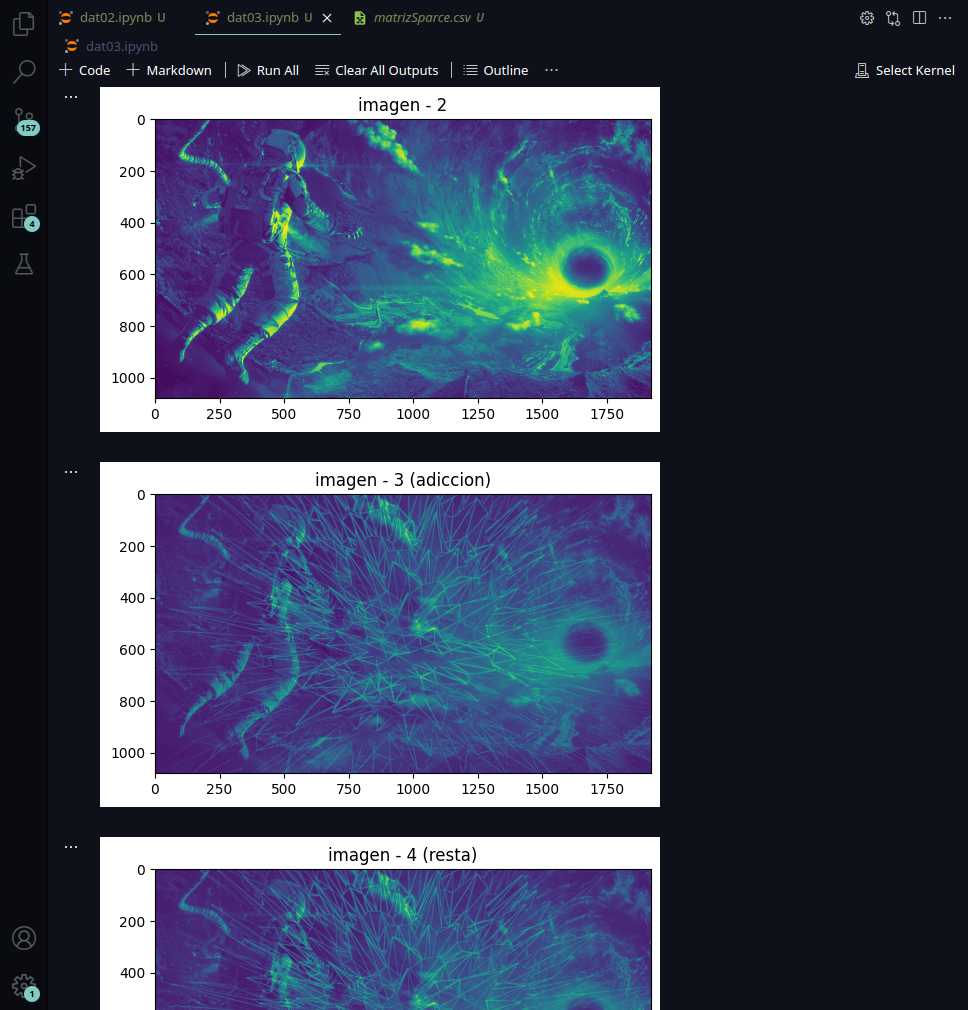 dat02.ipynb U
dat03.ipynb U
matrizSparce.csv U
dat03.ipynb
Code
Markdown
Run All
Clear All Outputs
Outline
Select Kernel
157
4
1
imagen - 2
0
200
400
600
800
1000
0 250 500 750 1000 1250 1500 1750
imagen - 3 (adiccion)
0
200
400
600
800
1000
0 250 500 750 1000 1250 1500 1750
imagen - 4 (resta)
0
200
400